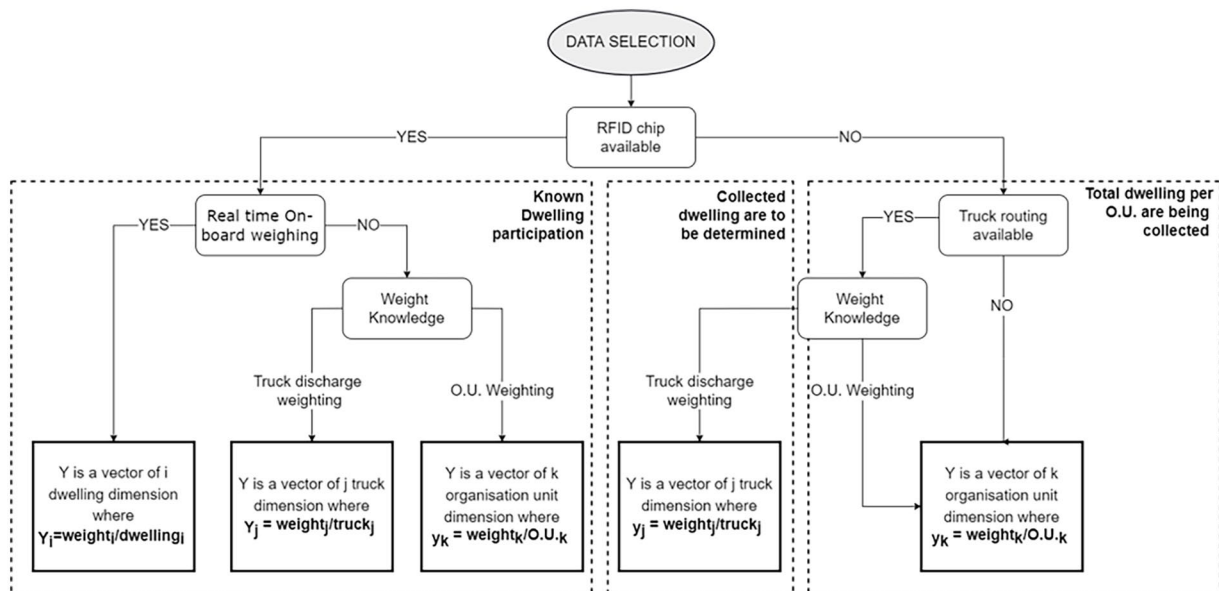 DATA SELECTION
RFID chip
available
YES
NO
Known
Dwelling
participation
Real time On-
board weighing
YES
NO
Weight
Knowledge
Truck discharge
weighting
O.U. Weighting
Y is a vector of i
dwelling dimension
where
Yi=weighti/dwellingi
Y is a vector of j truck
dimension where
Yj = weightj/truckj
Y is a vector of k
organisation unit
dimension where
yk = weightk/O.U.k
Collected
dwelling are to
be determined
Truck discharge
weighting
Y is a vector of j truck
dimension where
yj = weightj/truckj
Total dwelling per
O.U. are being
collected
Truck routing
available
YES
NO
Weight
Knowledge
O.U. Weighting
Y is a vector of k
organisation unit
dimension where
yk = weightk/O.U.k